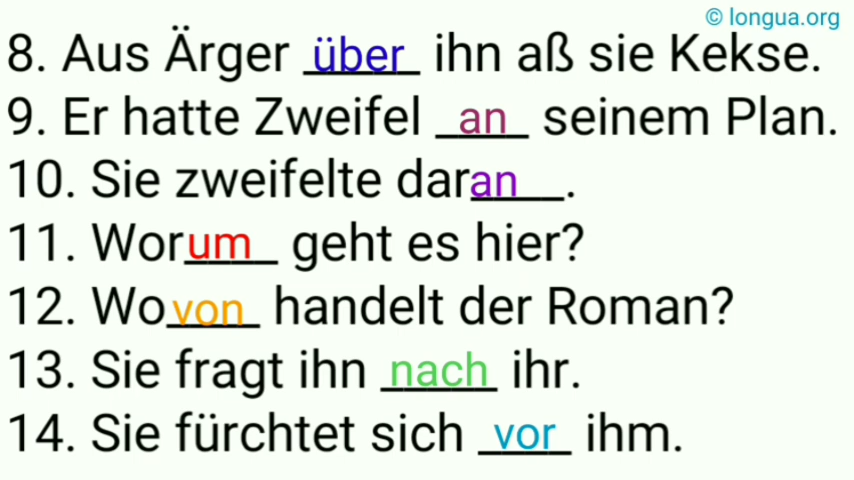 © longua.org
8. Aus Ärger über ihn aß sie Kekse.
9. Er hatte Zweifel an seinem Plan.
10. Sie zweifelte daran.
11. Worum geht es hier?
12. Wovon handelt der Roman?
13. Sie fragt ihn nach ihr.
14. Sie fürchtet sich vor ihm.